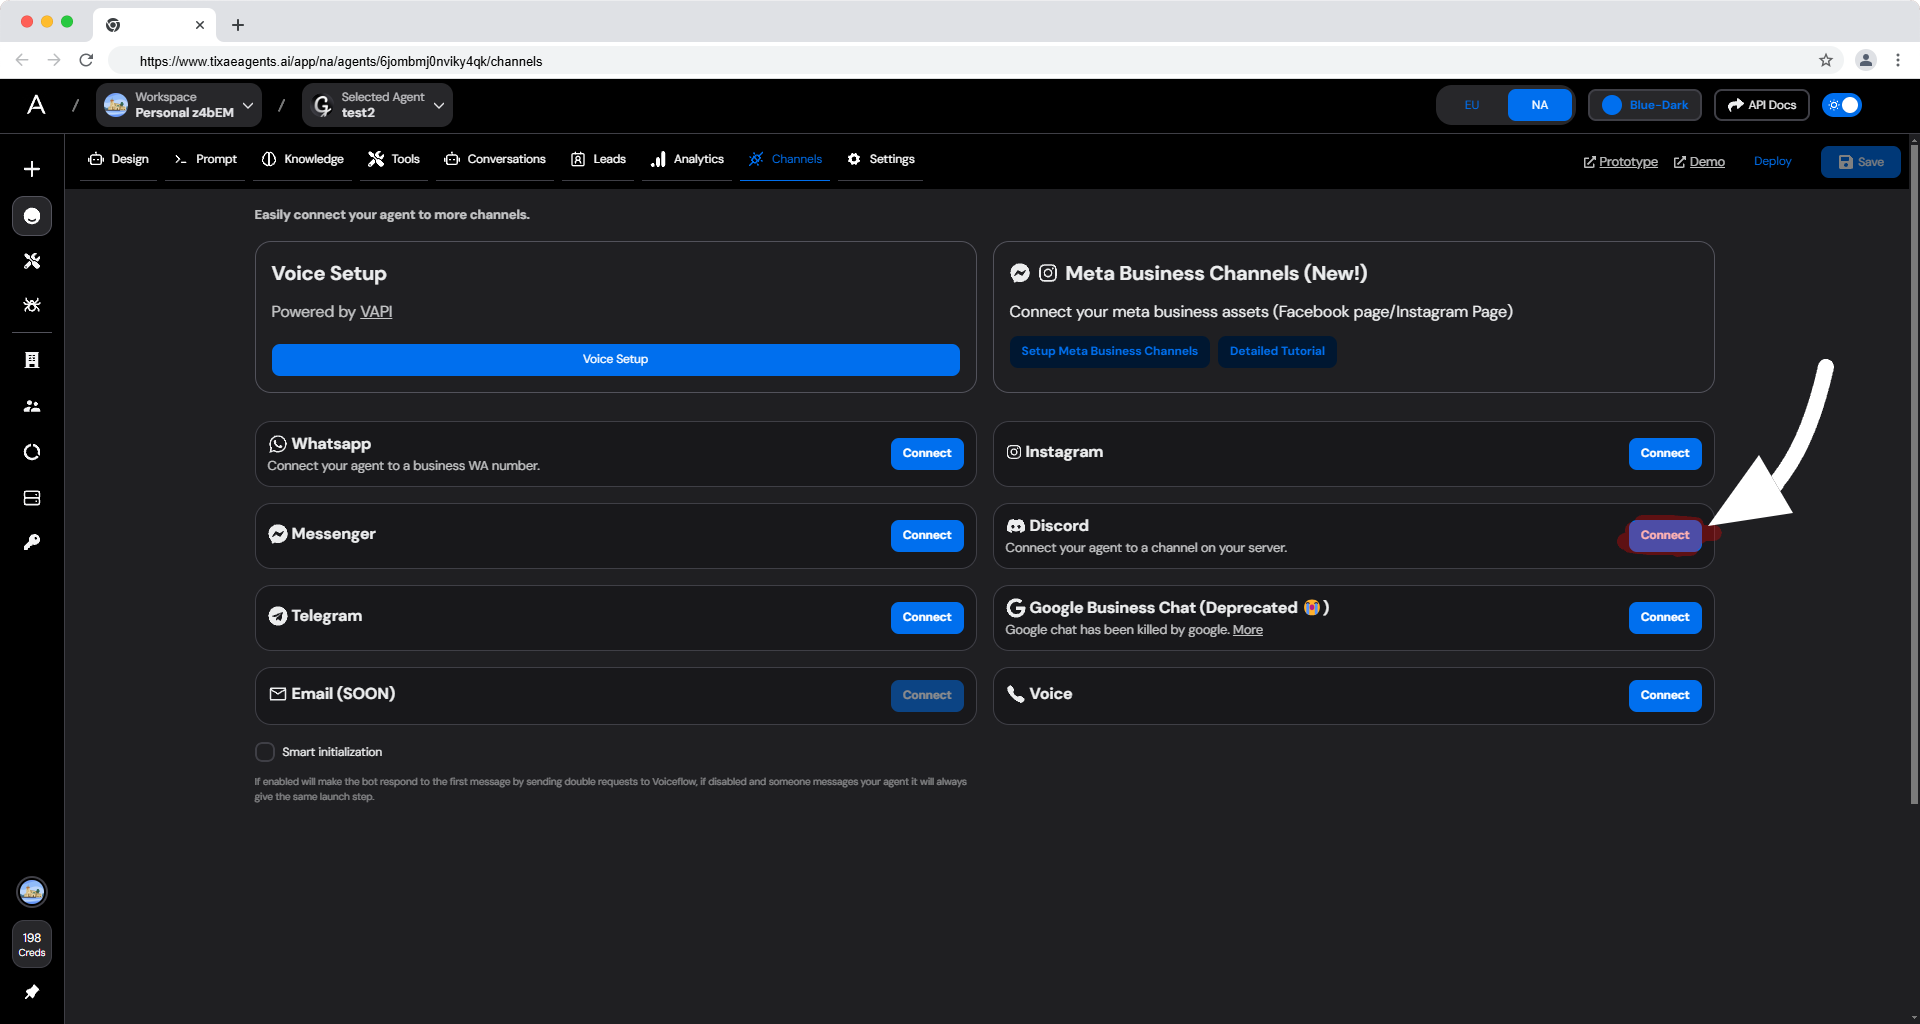 https://www.tixaeagents.ai/app/na/agents/6jombmj0nviky4qk/channels
A / Workspace / Selected Agent
Personal z4bEM test2
EU NA Blue-Dark API Docs
Design Prompt Knowledge Tools Conversations Leads Analytics Channels Settings
Prototype Demo Deploy Save
Easily connect your agent to more channels.
Voice Setup
Powered by VAPI
Voice Setup
Meta Business Channels (New!)
Connect your meta business assets (Facebook page/Instagram Page)
Setup Meta Business Channels Detailed Tutorial
Whatsapp
Connect your agent to a business WA number.
Connect
Instagram
Connect
Messenger
Connect
Discord
Connect your agent to a channel on your server.
Connect
Telegram
Connect
Google Business Chat (Deprecated )
Google chat has been killed by google. More
Connect
Email (SOON)
Connect
Voice
Connect
Smart initialization
If enabled will make the bot respond to the first message by sending double requests to Voiceflow, if disabled and someone messages your agent it will always
give the same launch step.
198
Creds